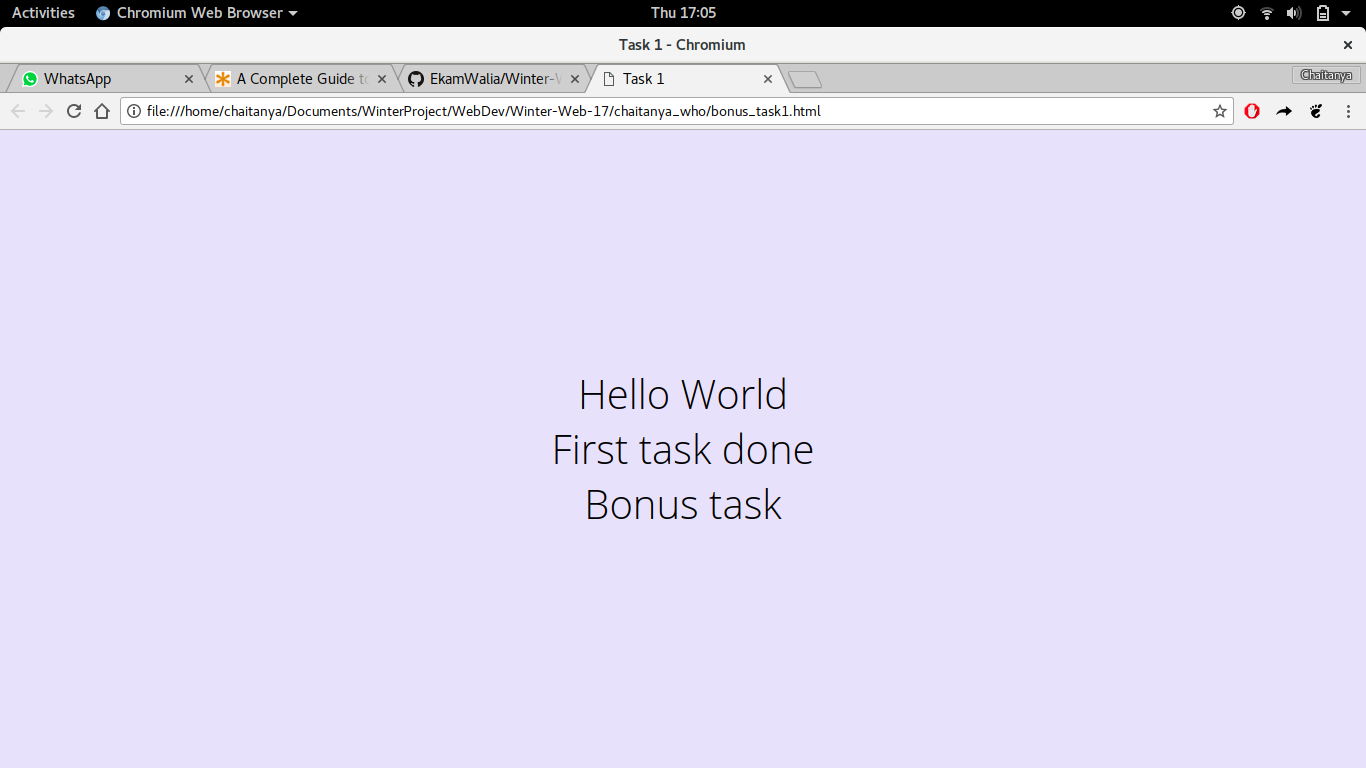 Activities Chromium Web Browser Thu 17:05
Task 1 - Chromium
WhatsApp A Complete Guide to EkamWalia/Winter-W Task 1 Chaitanya
file:///home/chaitanya/Documents/WinterProject/WebDev/Winter-Web-17/chaitanya_who/bonus_task1.html
Hello World
First task done
Bonus task